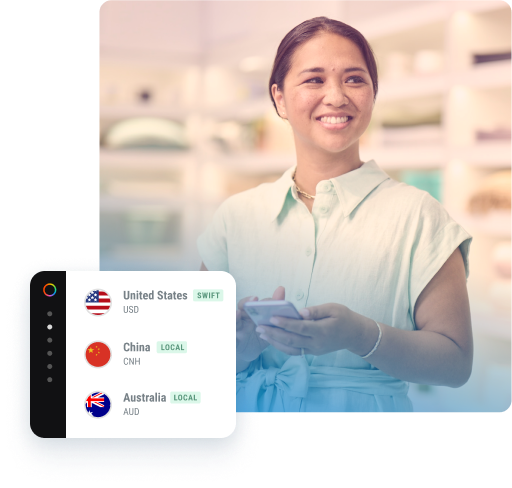 United States SWIFT
USD
China LOCAL
CNH
Australia LOCAL
AUD